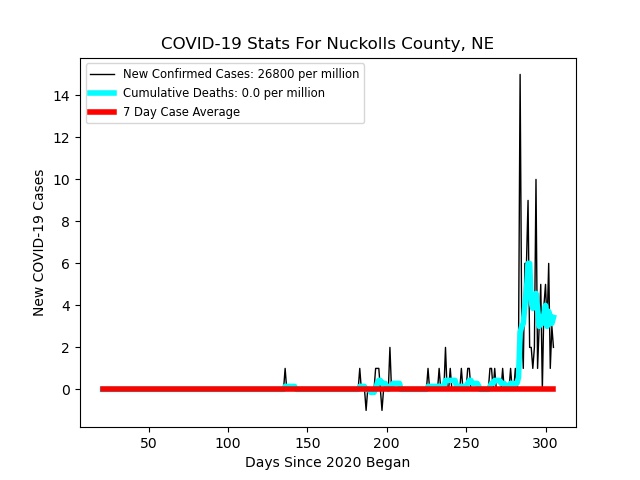 COVID-19 Stats For Nuckolls County, NE
New Confirmed Cases: 26800 per million
Cumulative Deaths: 0.0 per million
7 Day Case Average
New COVID-19 Cases
14
12
10
8
6
4
2
0
50 100 150 200 250 300
Days Since 2020 Began